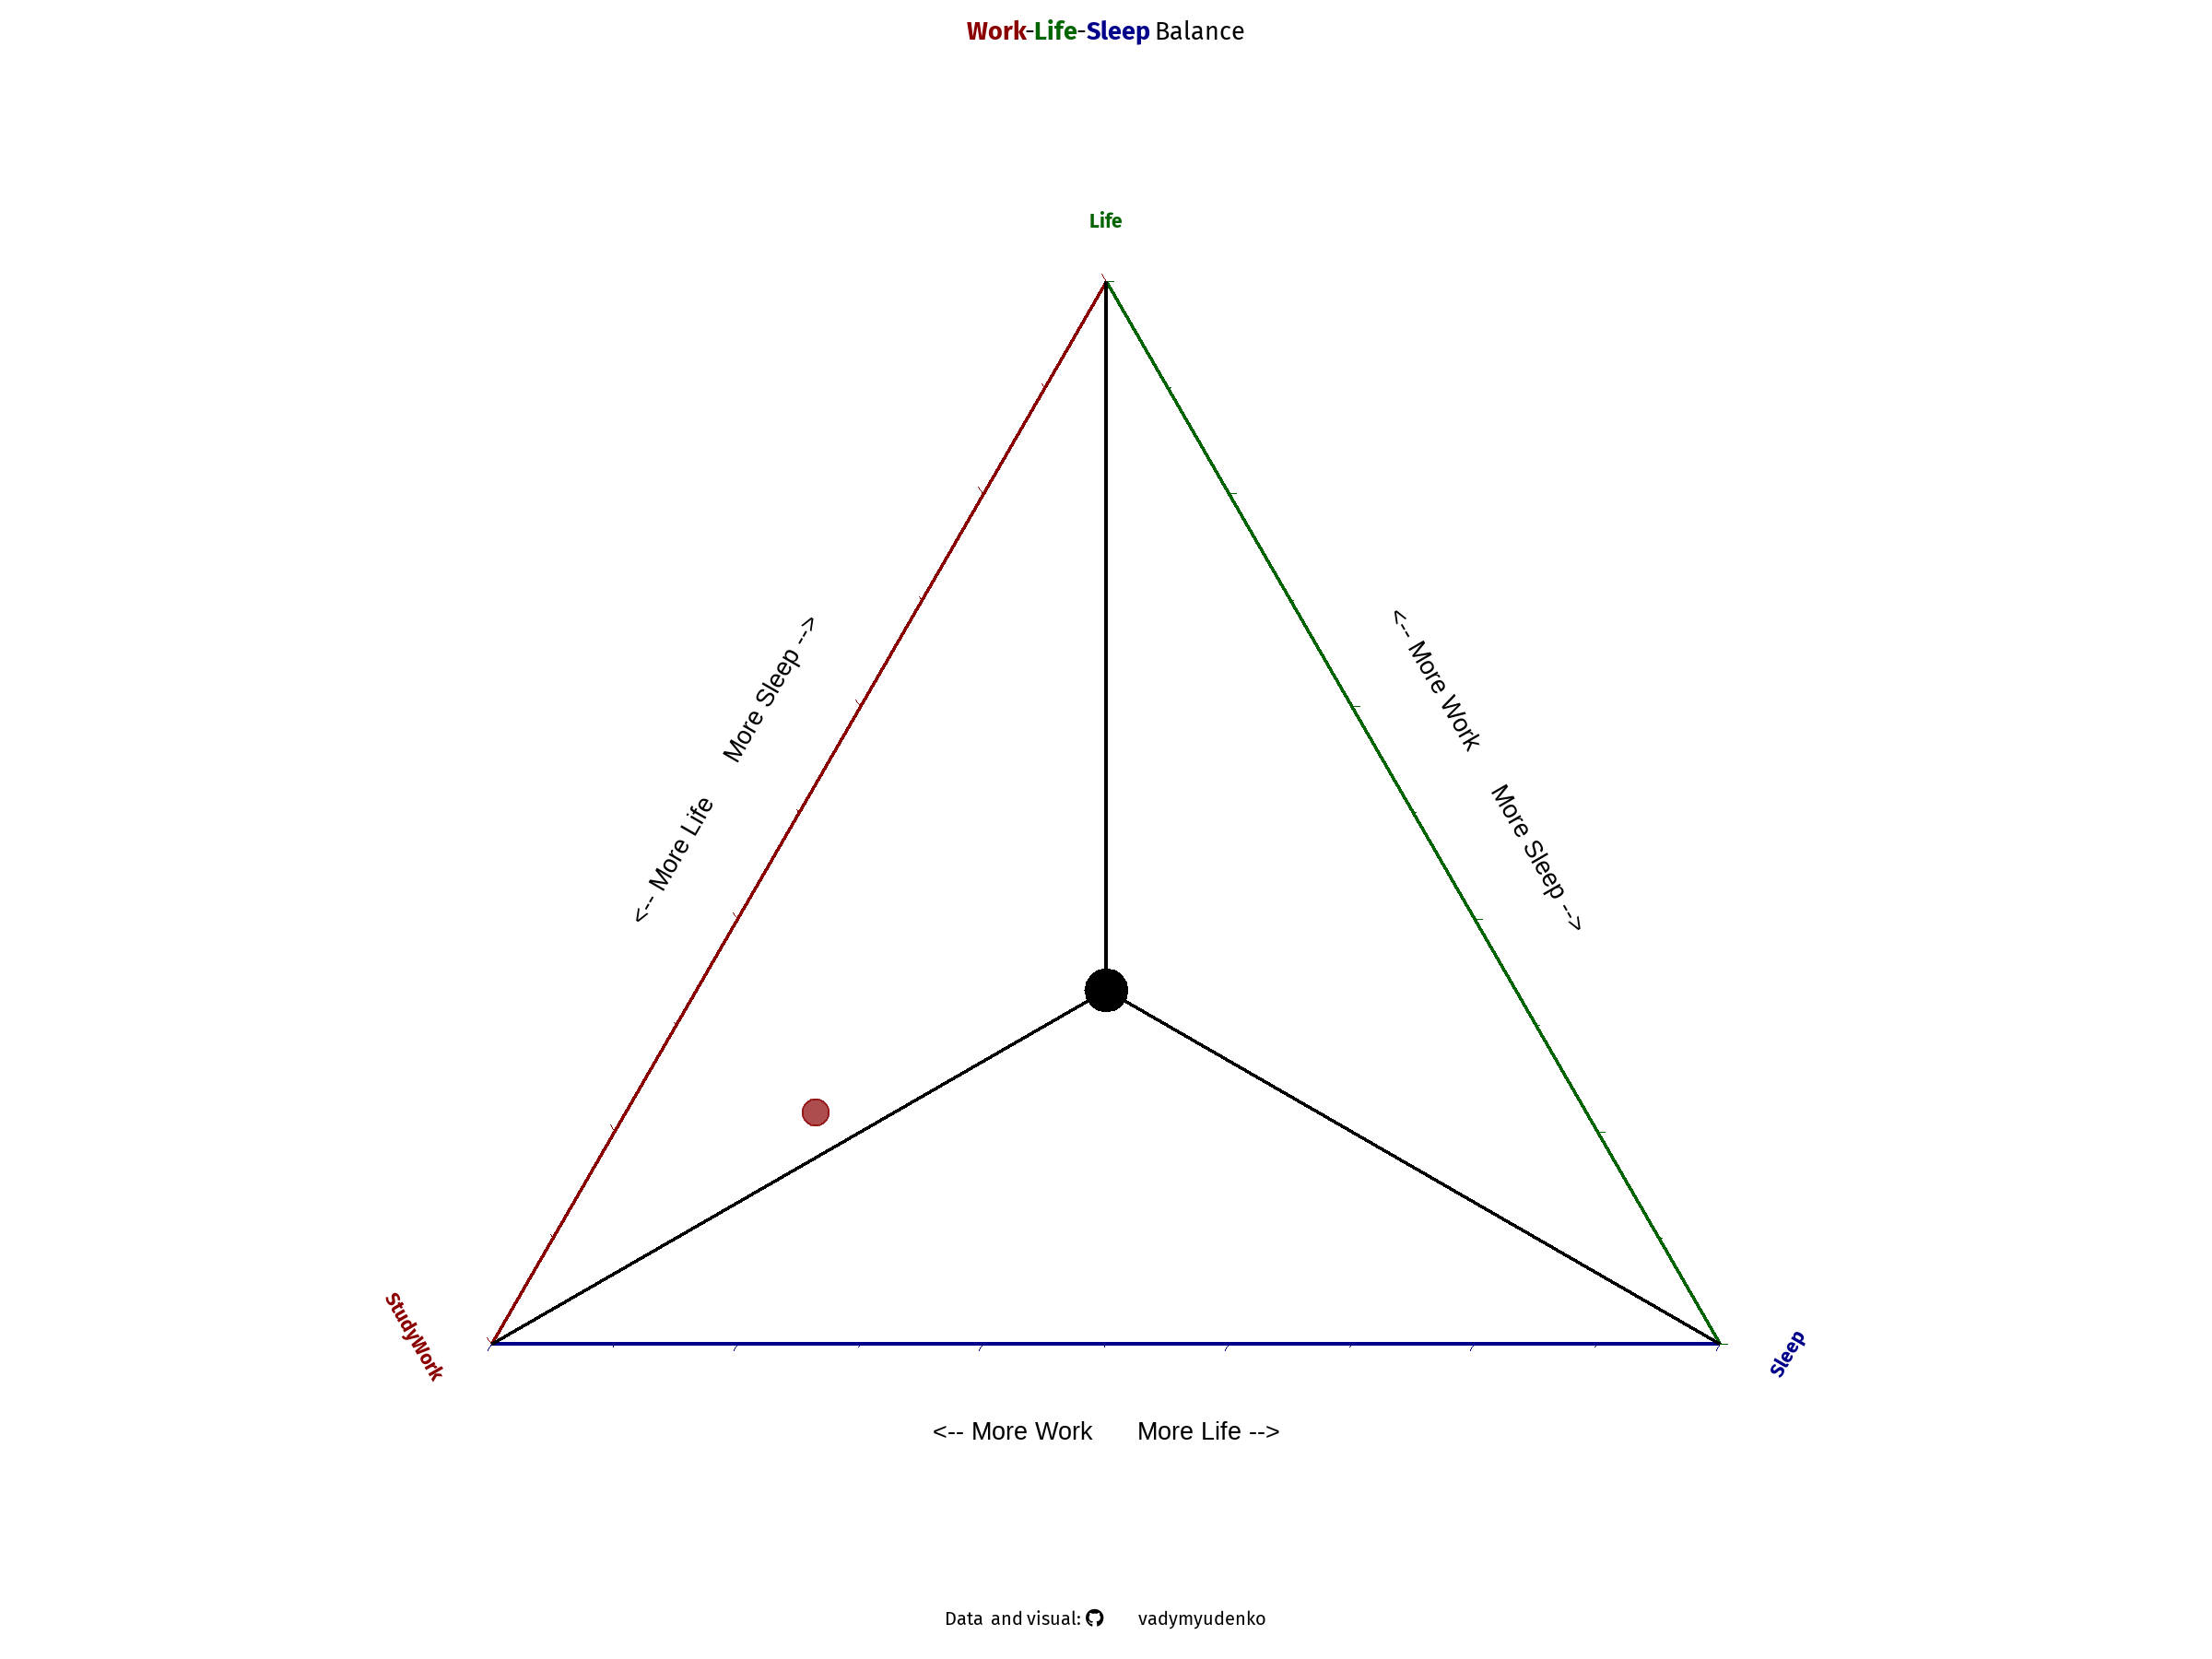 Work-Life-Sleep Balance
Life
<-- More Life       More Sleep -->
<-- More Work       More Sleep -->
StudyWork
Sleep
<-- More Work       More Life -->
Data and visual: vadymyudenko